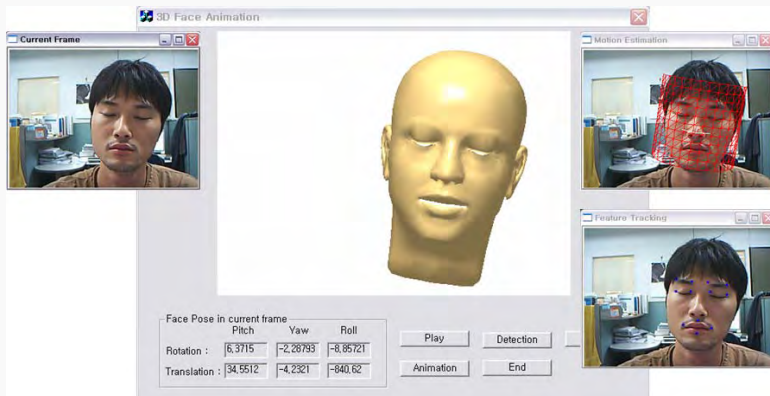 3D Face Animation
Current Frame
Motion Estimation
Feature Tracking
Face Pose in current frame
Pitch Yaw Roll
Rotation : 6,3715 -2,28793 -8,85721
Translation : 34,5512 -4,2321 -840,62
Play
Detection
Animation
End